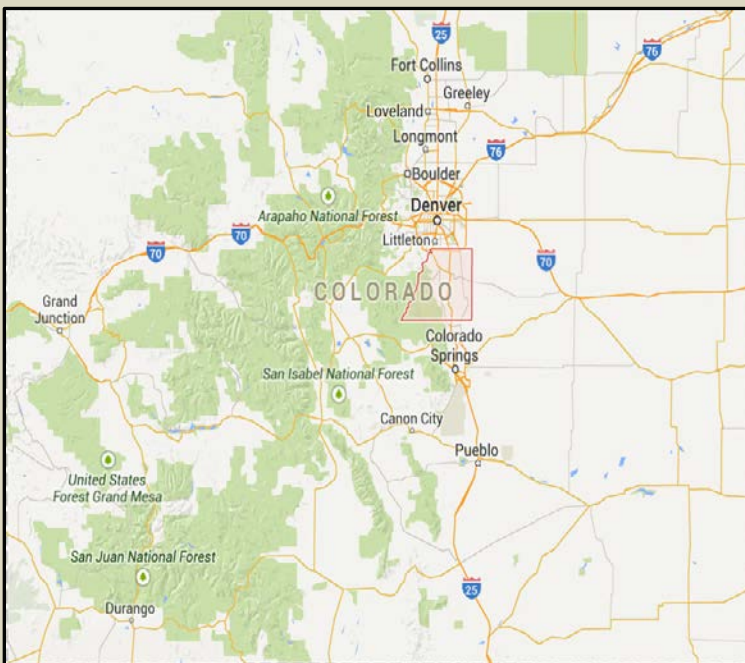 25
76
Fort Collins
Greeley
Loveland
Longmont
76
Boulder
Denver
Arapaho National Forest
Littleton
70
70
70
COLORADO
Grand
Junction
Colorado
Springs
San Isabel National Forest
Canon City
Pueblo
United States
Forest Grand Mesa
San Juan National Forest
25
Durango